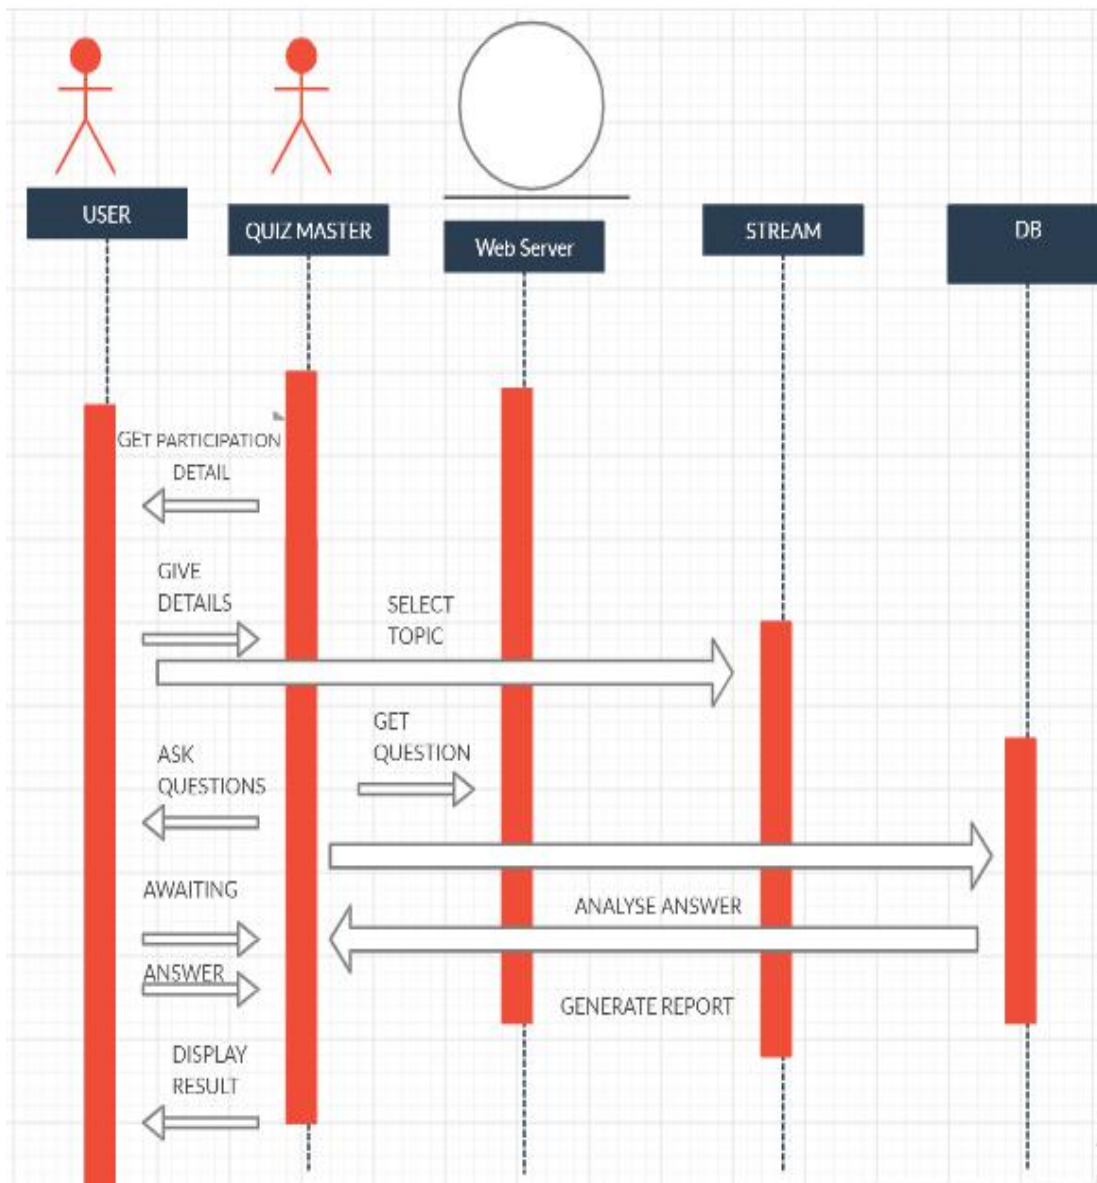 USER
QUIZ MASTER
Web Server
STREAM
DB
GET PARTICIPATION
DETAIL
GIVE
DETAILS
SELECT
TOPIC
GET
QUESTION
ASK
QUESTIONS
AWAITING
ANALYSE ANSWER
ANSWER
GENERATE REPORT
DISPLAY
RESULT